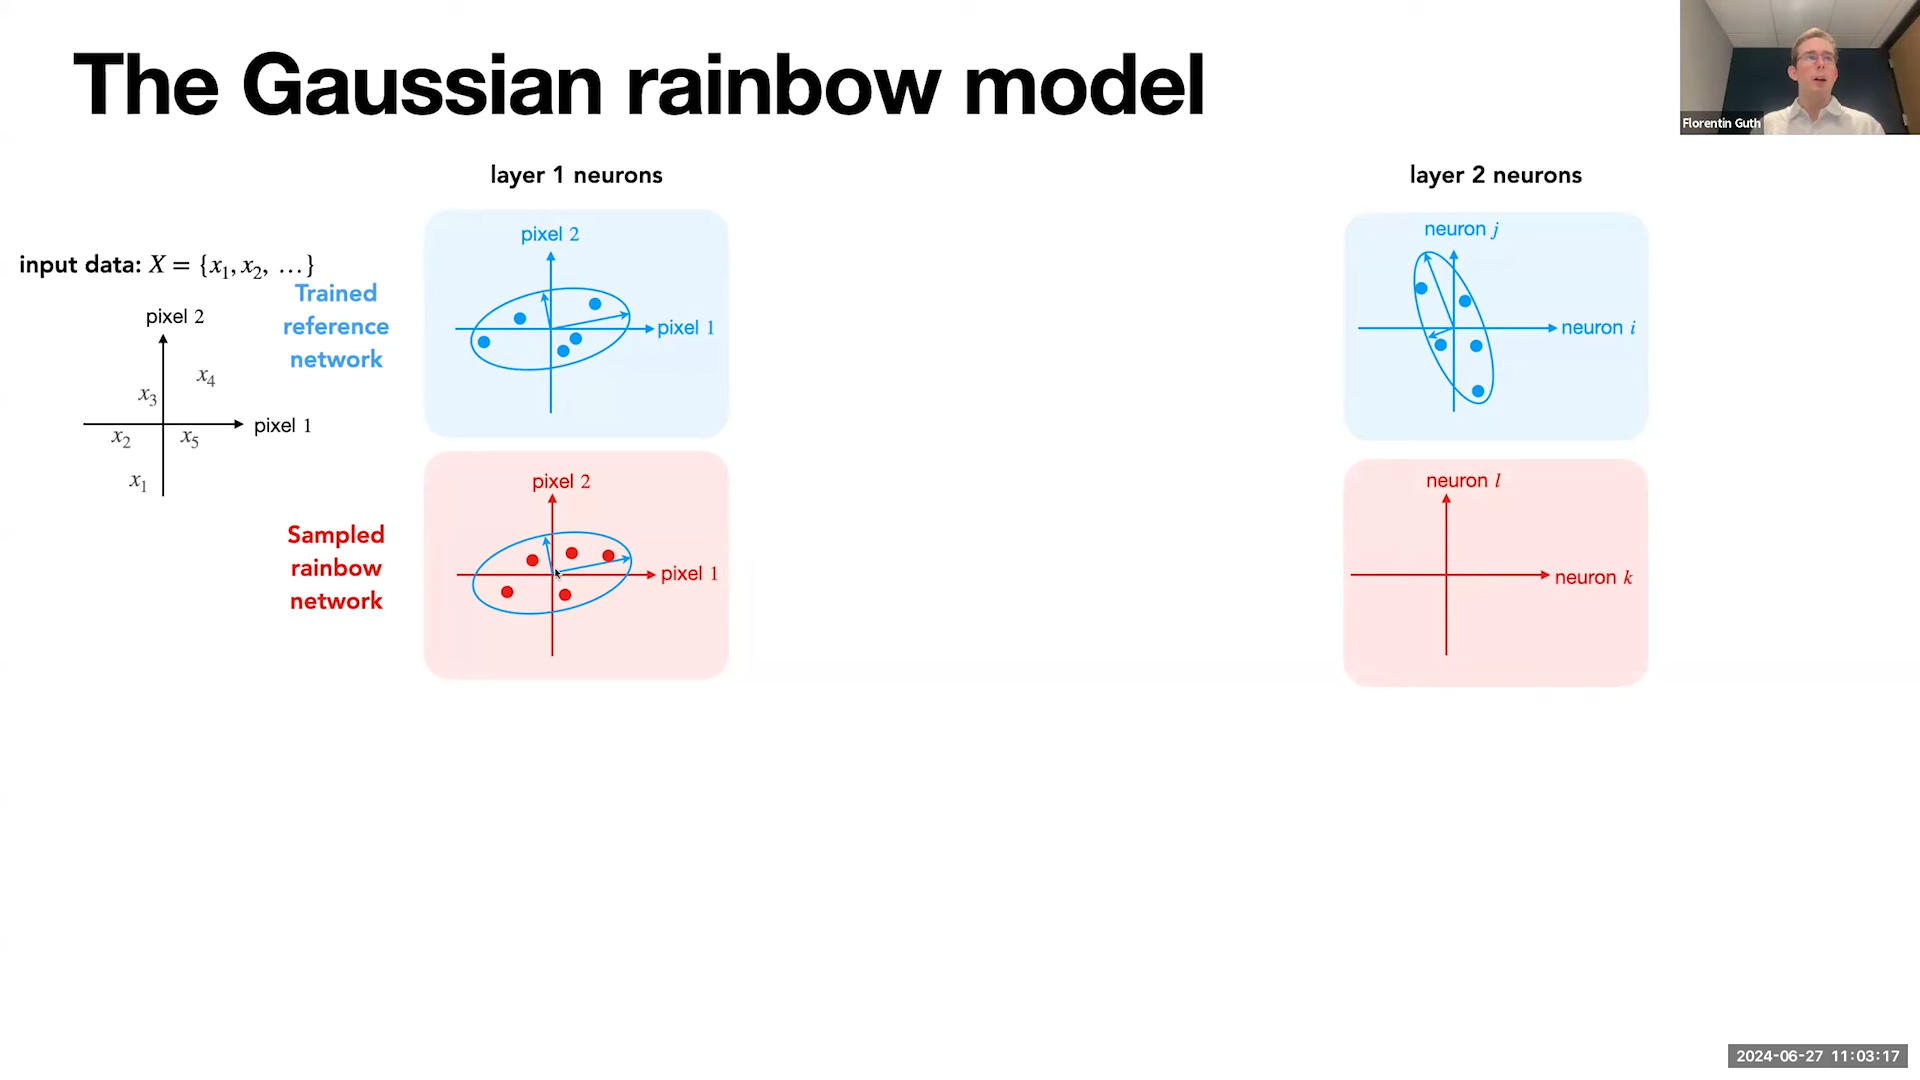 The Gaussian rainbow model
Florentin Guth
layer 1 neurons
layer 2 neurons
input data: X = {x₁, x₂, …}
pixel 2
x₄
x₃
pixel 1
x₂
x₅
x₁
Trained
reference
network
pixel 2
pixel 1
neuron j
neuron i
Sampled
rainbow
network
pixel 2
pixel 1
neuron l
neuron k
2024-06-27 11:03:17